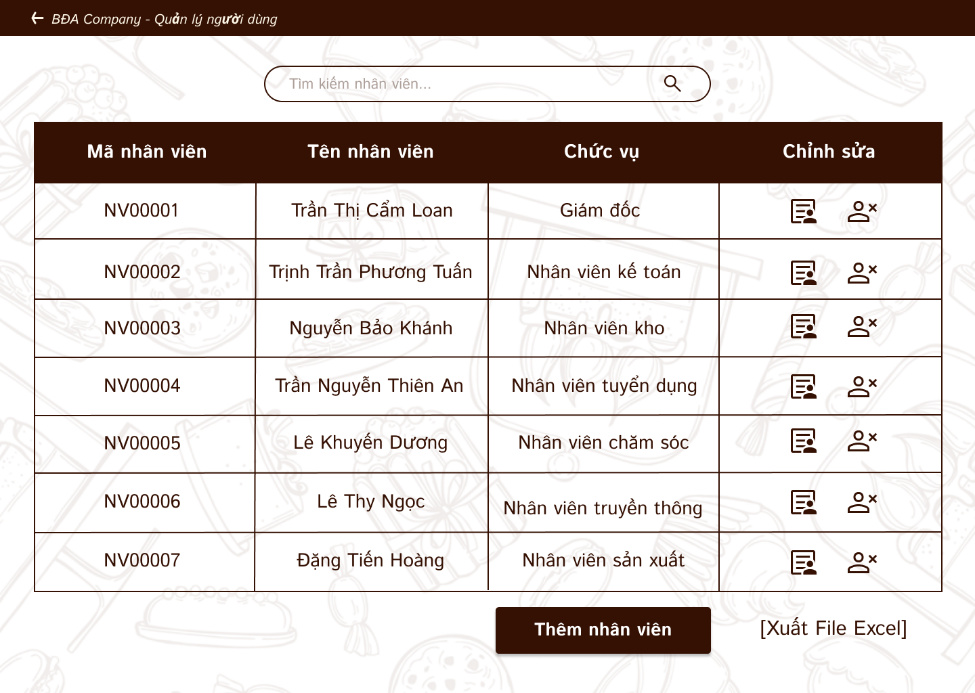 BĐA Company - Quản lý người dùng
Tìm kiếm nhân viên...
Mã nhân viên Tên nhân viên Chức vụ Chỉnh sửa
NV00001 Trần Thị Cẩm Loan Giám đốc
NV00002 Trịnh Trần Phương Tuấn Nhân viên kế toán
NV00003 Nguyễn Bảo Khánh Nhân viên kho
NV00004 Trần Nguyễn Thiên An Nhân viên tuyển dụng
NV00005 Lê Khuyến Dương Nhân viên chăm sóc
NV00006 Lê Thy Ngọc Nhân viên truyền thông
NV00007 Đặng Tiến Hoàng Nhân viên sản xuất
Thêm nhân viên [Xuất File Excel]